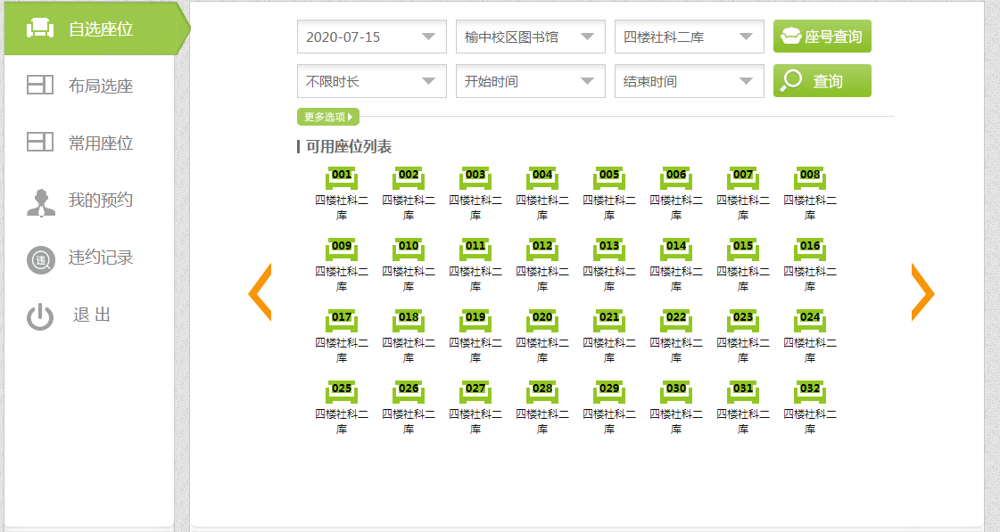 自选座位
布局选座
常用座位
我的预约
违
违约记录
退 出
2020-07-15
榆中校区图书馆
四楼社科二库
座号查询
不限时长
开始时间
结束时间
查询
更多选项
可用座位列表
001 002 003 004 005 006 007 008
四楼社科二 四楼社科二 四楼社科二 四楼社科二 四楼社科二 四楼社科二 四楼社科二 四楼社科二
库 库 库 库 库 库 库 库
009 010 011 012 013 014 015 016
四楼社科二 四楼社科二 四楼社科二 四楼社科二 四楼社科二 四楼社科二 四楼社科二 四楼社科二
库 库 库 库 库 库 库 库
017 018 019 020 021 022 023 024
四楼社科二 四楼社科二 四楼社科二 四楼社科二 四楼社科二 四楼社科二 四楼社科二 四楼社科二
库 库 库 库 库 库 库 库
025 026 027 028 029 030 031 032
四楼社科二 四楼社科二 四楼社科二 四楼社科二 四楼社科二 四楼社科二 四楼社科二 四楼社科二
库 库 库 库 库 库 库 库